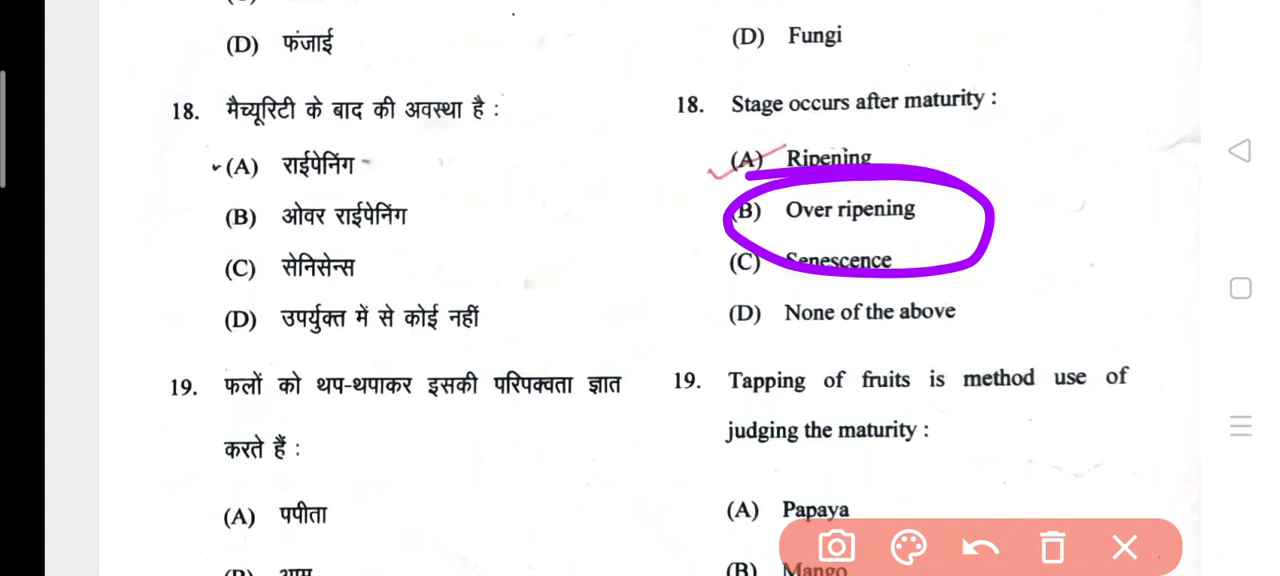 (D) फंजाई
18. मैच्यूरिटी के बाद की अवस्था है :
(A) राईपेनिंग
(B) ओवर राईपेनिंग
(C) सेनिसेन्स
(D) उपर्युक्त में से कोई नहीं
19. फलों को थप-थपाकर इसकी परिपक्वता ज्ञात
करते हैं :
(A) पपीता
(B) आम
(D) Fungi
18. Stage occurs after maturity :
(A) Ripening
(B) Over ripening
(C) Senescence
(D) None of the above
19. Tapping of fruits is method use of
judging the maturity :
(A) Papaya
(B) Mango